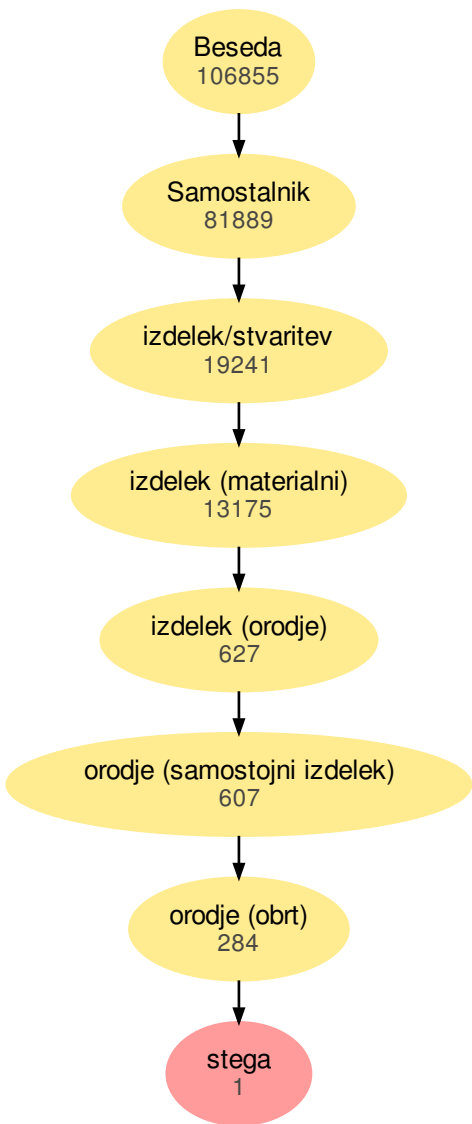 Beseda
106855
Samostalnik
81889
izdelek/stvaritev
19241
izdelek (materialni)
13175
izdelek (orodje)
627
orodje (samostojni izdelek)
607
orodje (obrt)
284
stega
1